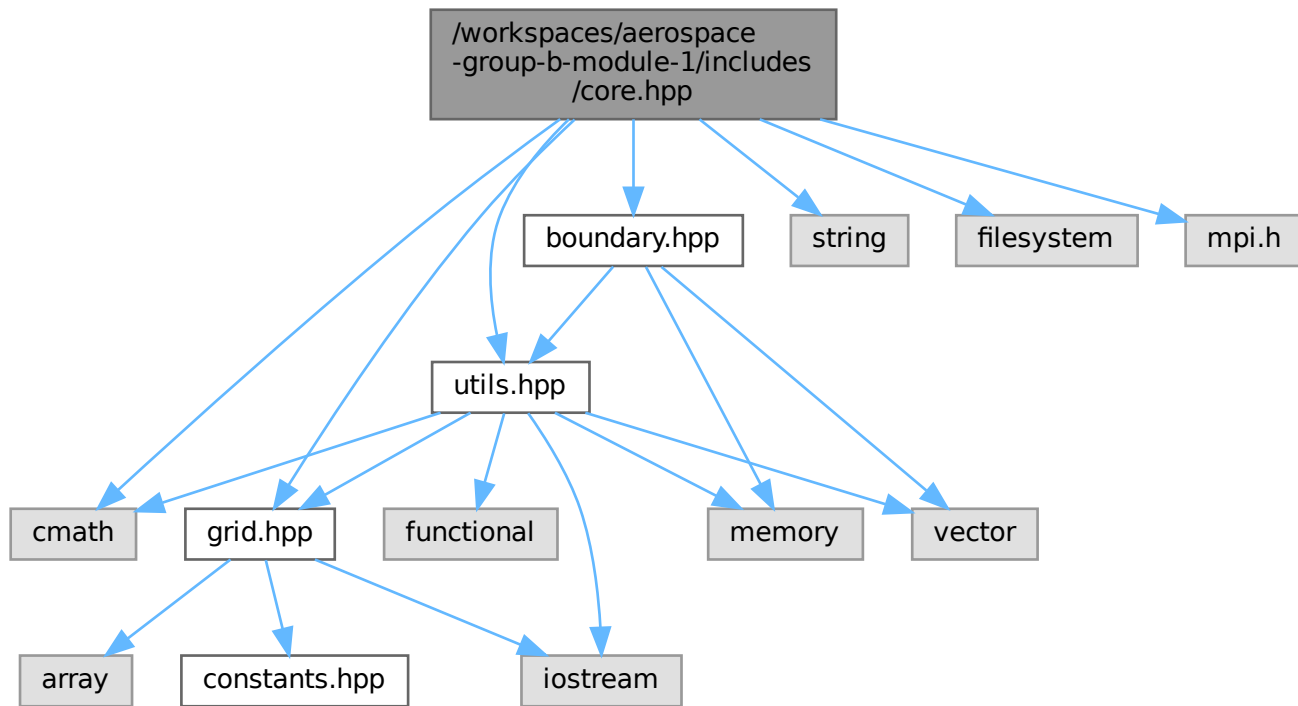 /workspaces/aerospace
-group-b-module-1/includes
/core.hpp
boundary.hpp
string
filesystem
mpi.h
utils.hpp
cmath
grid.hpp
functional
memory
vector
array
constants.hpp
iostream